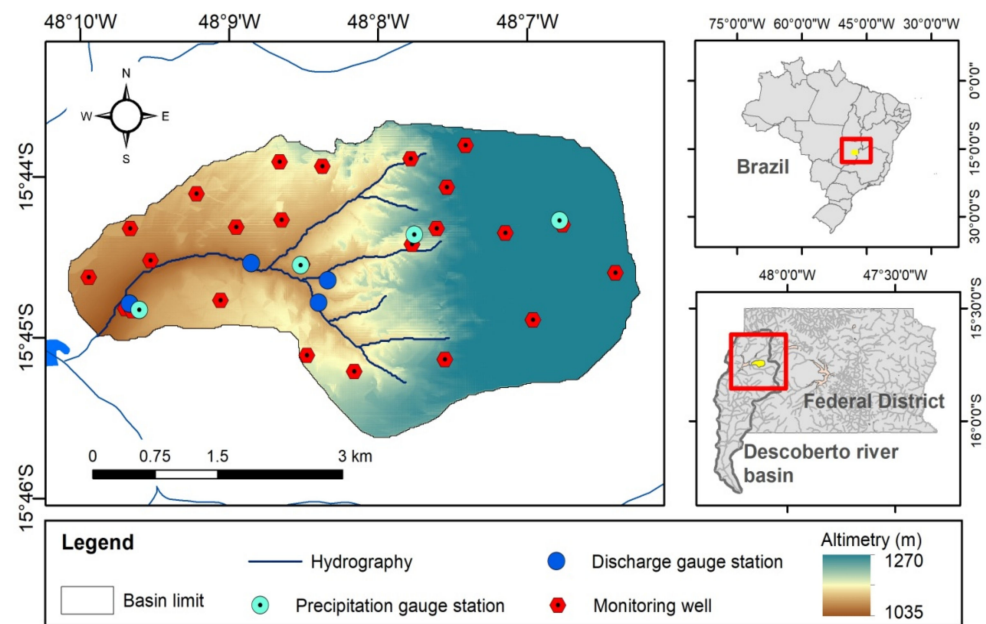 48°10'W 48°9'W 48°8'W 48°7'W
15°44'S
15°45'S
15°46'S
N
W E
S
0 0.75 1.5 3 km
75°0'0"W 60°0'0"W 45°0'0"W 30°0'0"W
0°0'0"
15°0'0"S
30°0'0"S
Brazil
48°0'0"W 47°30'0"W
15°30'0"S
16°0'0"S
Federal District
Descoberto river
basin
Legend
Basin limit
Hydrography
Precipitation gauge station
Discharge gauge station
Monitoring well
Altimetry (m)
1270
1035